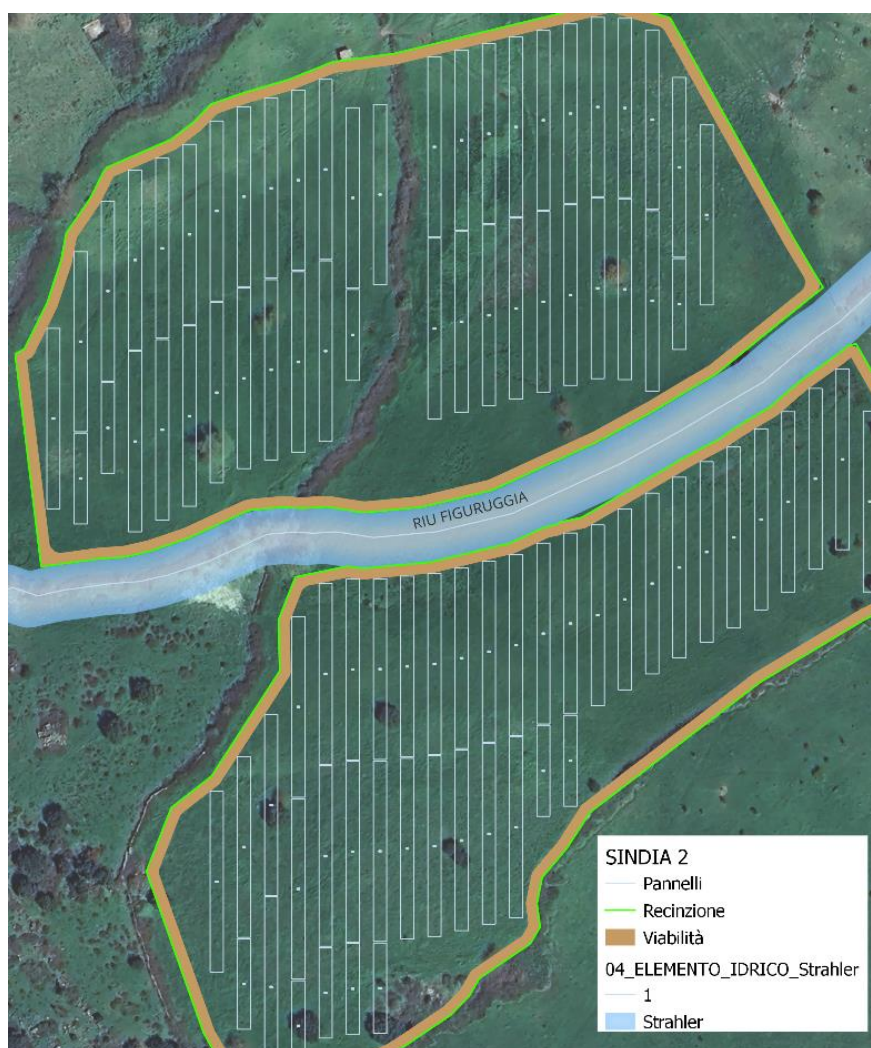 RIU FIGURUGGIA
SINDIA 2
Pannelli
Recinzione
Viabilità
04_ELEMENTO_IDRICO_Strahler
1
Strahler